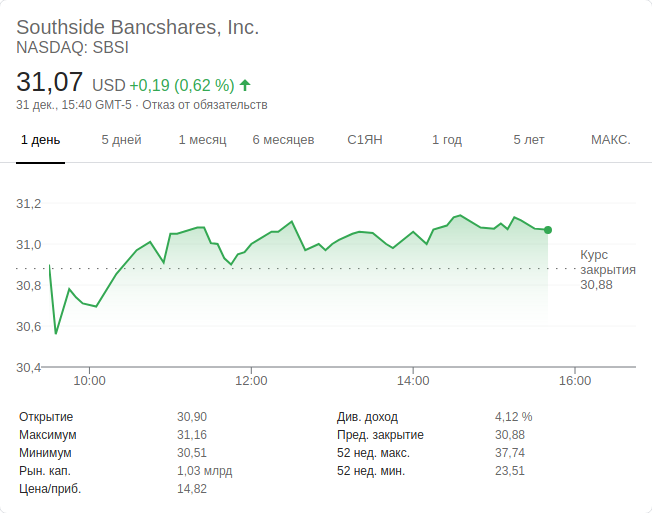 Southside Bancshares, Inc.
NASDAQ: SBSI
31,07 USD +0,19 (0,62 %)
31 дек., 15:40 GMT-5 · Отказ от обязательств
1 день 5 дней 1 месяц 6 месяцев С1ЯН 1 год 5 лет МАКС.
31,2
31,0
Курс
закрытия
30,88
30,8
30,6
30,4
10:00 12:00 14:00 16:00
Открытие 30,90 Див. доход 4,12 %
Максимум 31,16 Пред. закрытие 30,88
Минимум 30,51 52 нед. макс. 37,74
Рын. кап. 1,03 млрд 52 нед. мин. 23,51
Цена/приб. 14,82